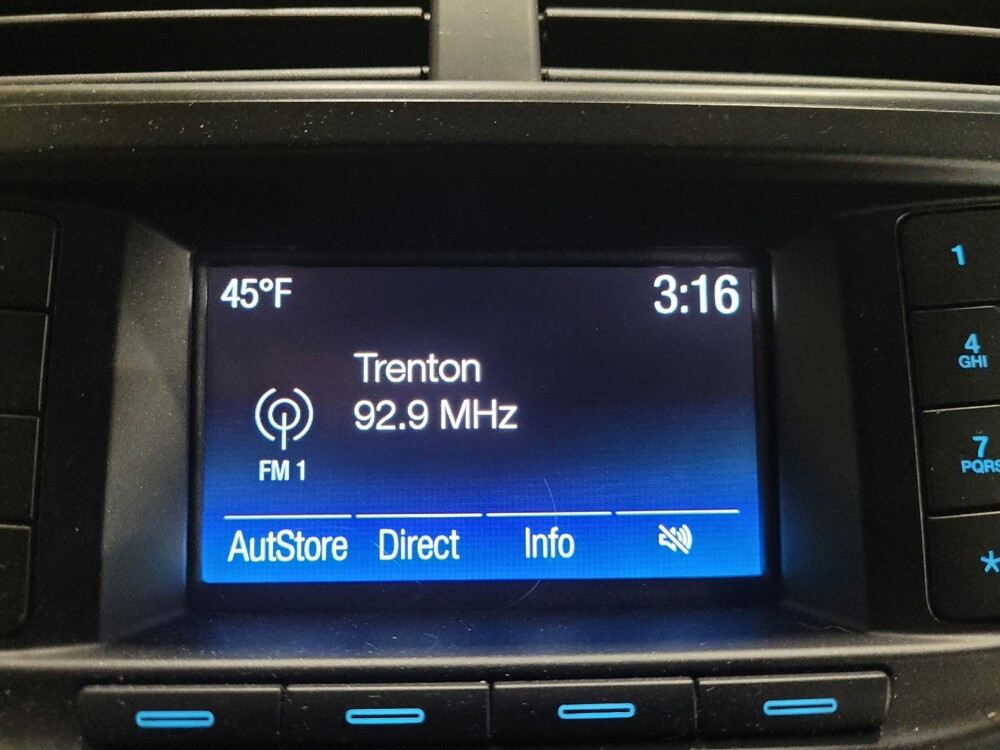 45°F 3:16
Trenton
92.9 MHz
FM 1
AutStore Direct Info
1
4
GHI
7
PQRS
*